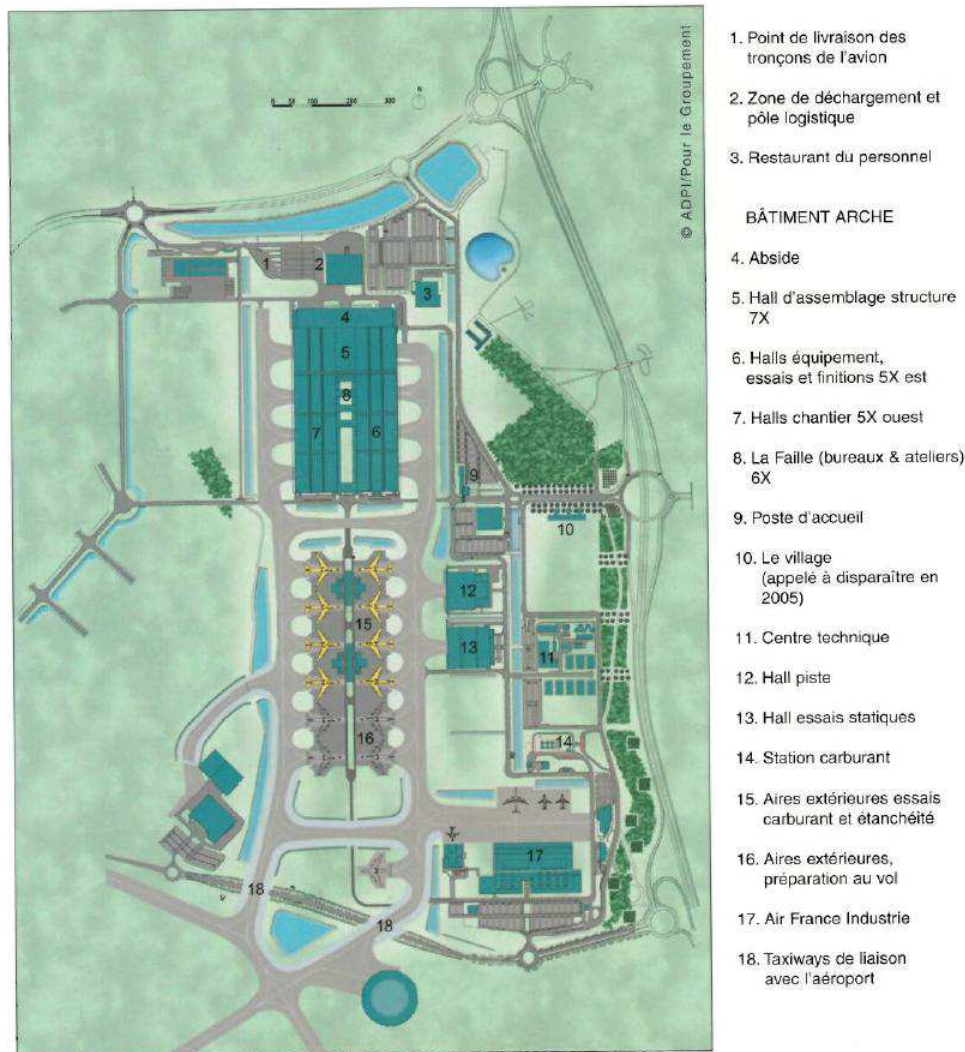 0 50 100 200 300
N
© ADPI/Pour le Groupement
1
2
3
4
5
8
7
6
9
10
12
15
13
11
16
14
17
18
18
1. Point de livraison des
tronçons de l'avion
2. Zone de déchargement et
pôle logistique
3. Restaurant du personnel
BÂTIMENT ARCHE
4. Abside
5. Hall d'assemblage structure
7X
6. Halls équipement,
essais et finitions 5X est
7. Halls chantier 5X ouest
8. La Faille (bureaux & ateliers)
6X
9. Poste d'accueil
10. Le village
(appelé à disparaître en
2005)
11. Centre technique
12. Hall piste
13. Hall essais statiques
14. Station carburant
15. Aires extérieures essais
carburant et étanchéité
16. Aires extérieures,
préparation au vol
17. Air France Industrie
18. Taxiways de liaison
avec l'aéroport